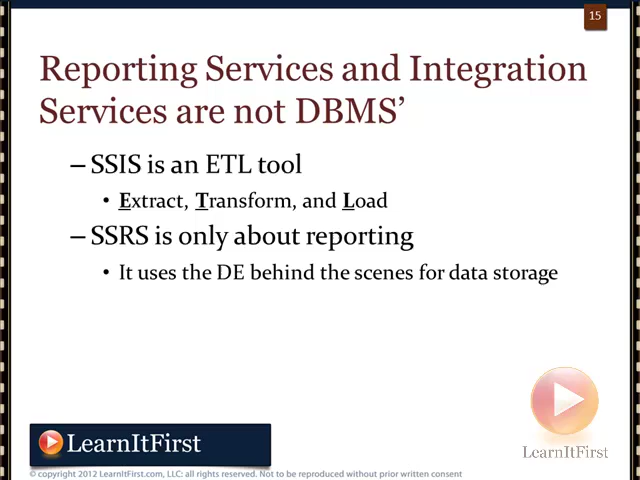 15
Reporting Services and Integration
Services are not DBMS’
– SSIS is an ETL tool
• Extract, Transform, and Load
– SSRS is only about reporting
• It uses the DE behind the scenes for data storage
LearnItFirst
LearnItFirst
© copyright 2012 LearnItFirst.com, LLC: all rights reserved. Not to be reproduced without prior written consent